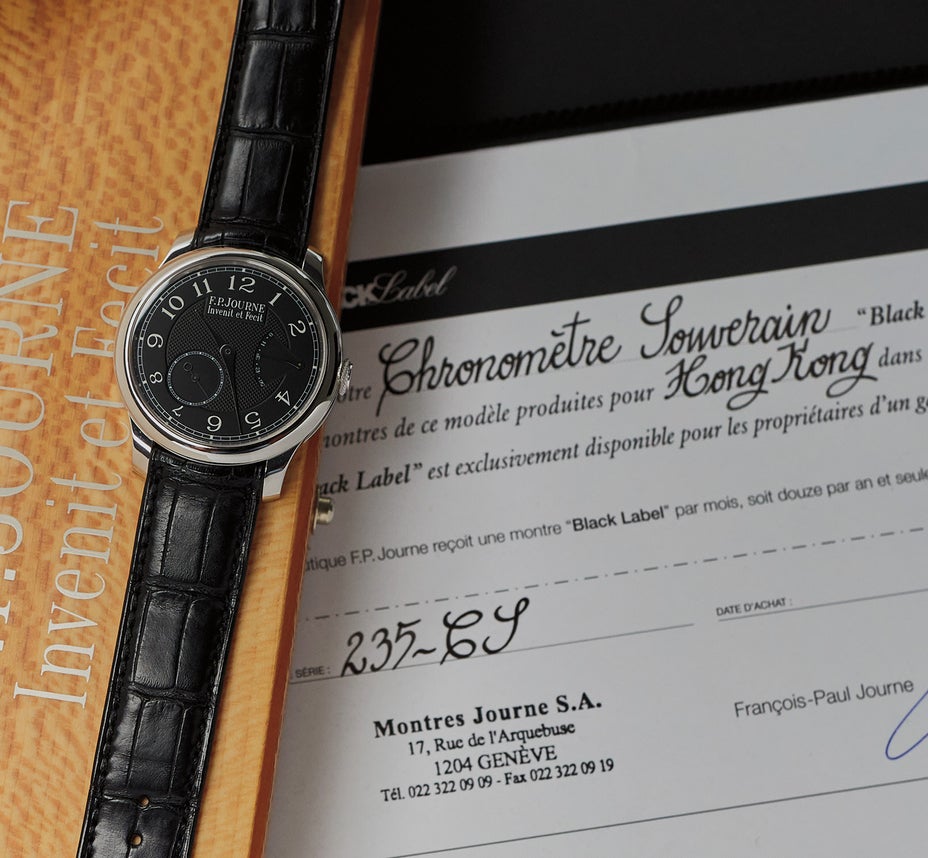 F.P.JOURNE
Invenit et Fecit
12 1 2 5 6 7 8 9 10 11
F.P.JOURNE
Invenit et Fecit
CK Label
otre Chronomètre Souverain “Black
ontres de ce modèle produites pour Hong Kong dans
ack Label” est exclusivement disponible pour les propriétaires d’un g
tique F.P.Journe reçoit une montre “Black Label” par mois, soit douze par an et seule
SÉRIE : 235-CS
DATE D'ACHAT :
Montres Journe S.A.
17, Rue de l'Arquebuse
1204 GENÈVE
Tél. 022 322 09 09 - Fax 022 322 09 19
François-Paul Journe